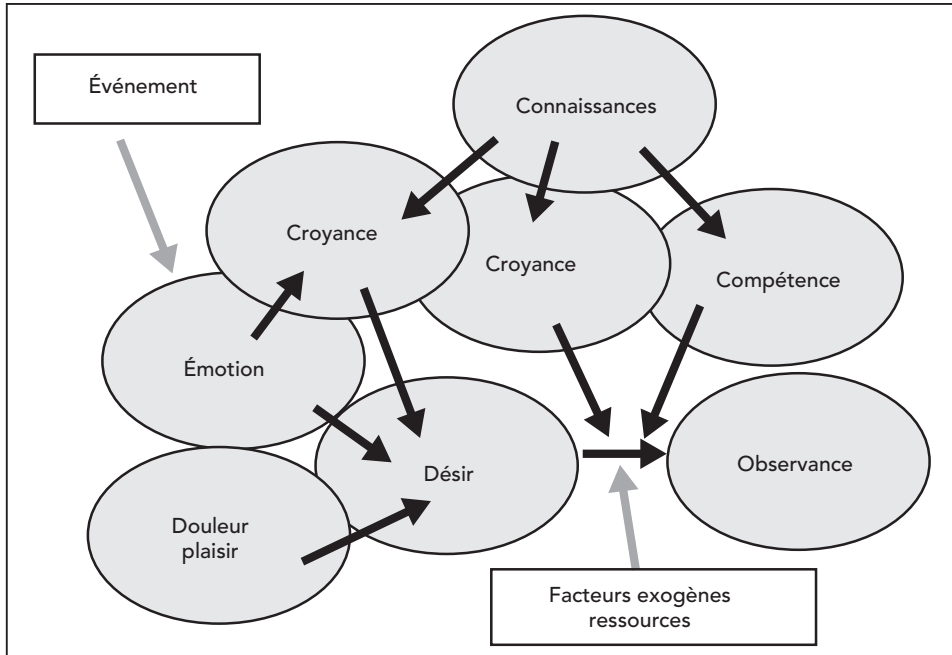 Événement
Connaissances
Croyance
Croyance
Compétence
Émotion
Désir
Observance
Douleur
plaisir
Facteurs exogènes
ressources